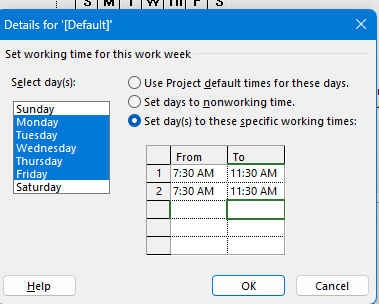 S M T W Th F S
Details for '[Default]'
Set working time for this work week
Select day(s):
Sunday
Monday
Tuesday
Wednesday
Thursday
Friday
Saturday
Use Project default times for these days.
Set days to nonworking time.
Set day(s) to these specific working times:
From To
1 7:30 AM 11:30 AM
2 7:30 AM 11:30 AM
Help OK Cancel